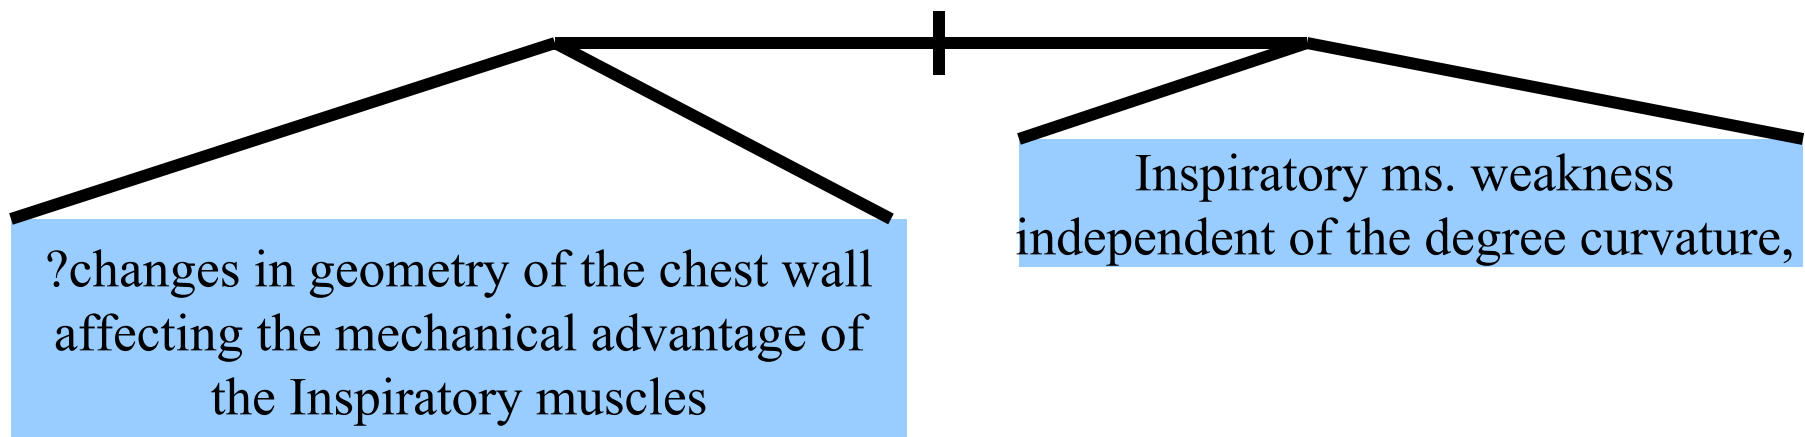 ?changes in geometry of the chest wall
affecting the mechanical advantage of
the Inspiratory muscles
Inspiratory ms. weakness
independent of the degree curvature,